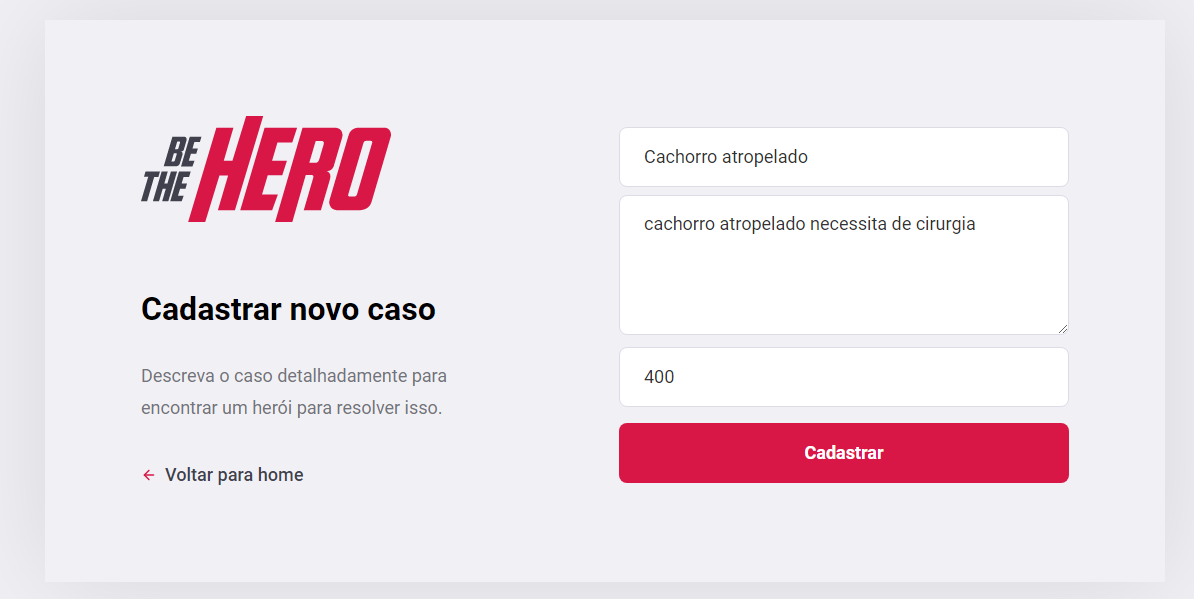 BE
THE HERO
Cadastrar novo caso
Descreva o caso detalhadamente para
encontrar um herói para resolver isso.
Voltar para home
Cachorro atropelado
cachorro atropelado necessita de cirurgia
400
Cadastrar